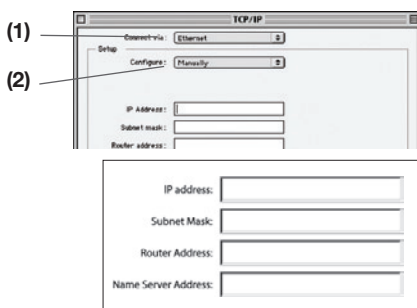 TCP/IP
(1)
Connect via: Ethernet
Setup
(2)
Configure: Manually
IP Address:
Subnet mask:
Router address:
IP address:
Subnet Mask:
Router Address:
Name Server Address: